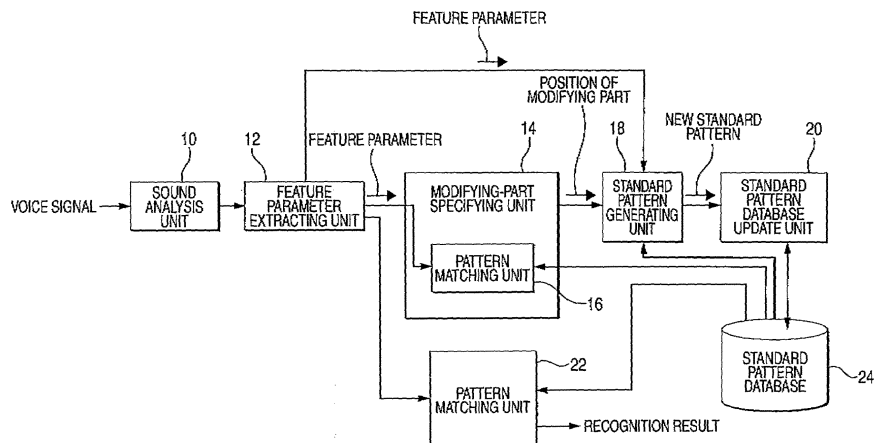 FEATURE PARAMETER
POSITION OF
MODIFYING PART
NEW STANDARD
PATTERN
10
12
FEATURE PARAMETER
14
18
20
VOICE SIGNAL
SOUND
ANALYSIS
UNIT
FEATURE
PARAMETER
EXTRACTING UNIT
MODIFYING-PART
SPECIFYING UNIT
STANDARD
PATTERN
GENERATING
UNIT
STANDARD
PATTERN
DATABASE
UPDATE UNIT
PATTERN
MATCHING UNIT
16
22
PATTERN
MATCHING UNIT
STANDARD
PATTERN
DATABASE
24
RECOGNITION RESULT